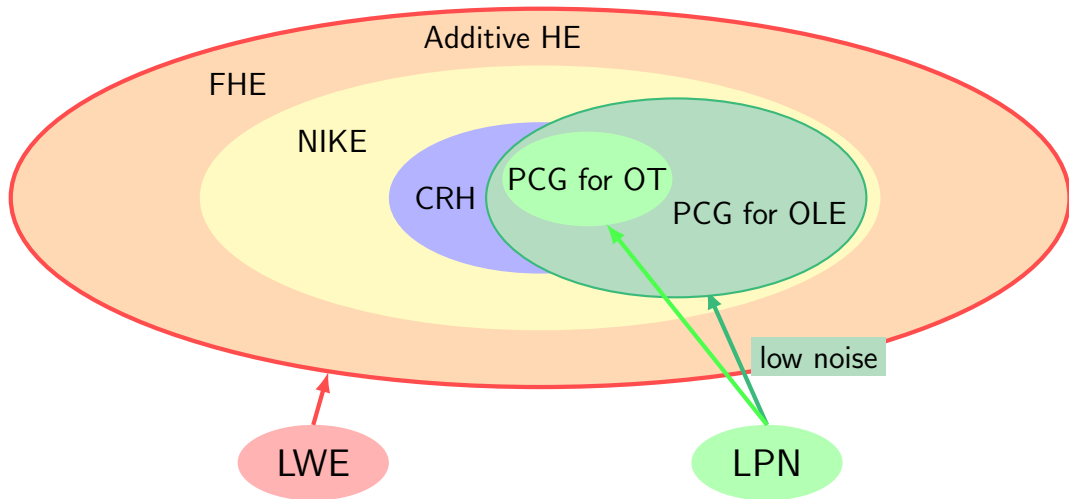 Additive HE
FHE
NIKE
PCG for OT
CRH
PCG for OLE
low noise
LWE
LPN